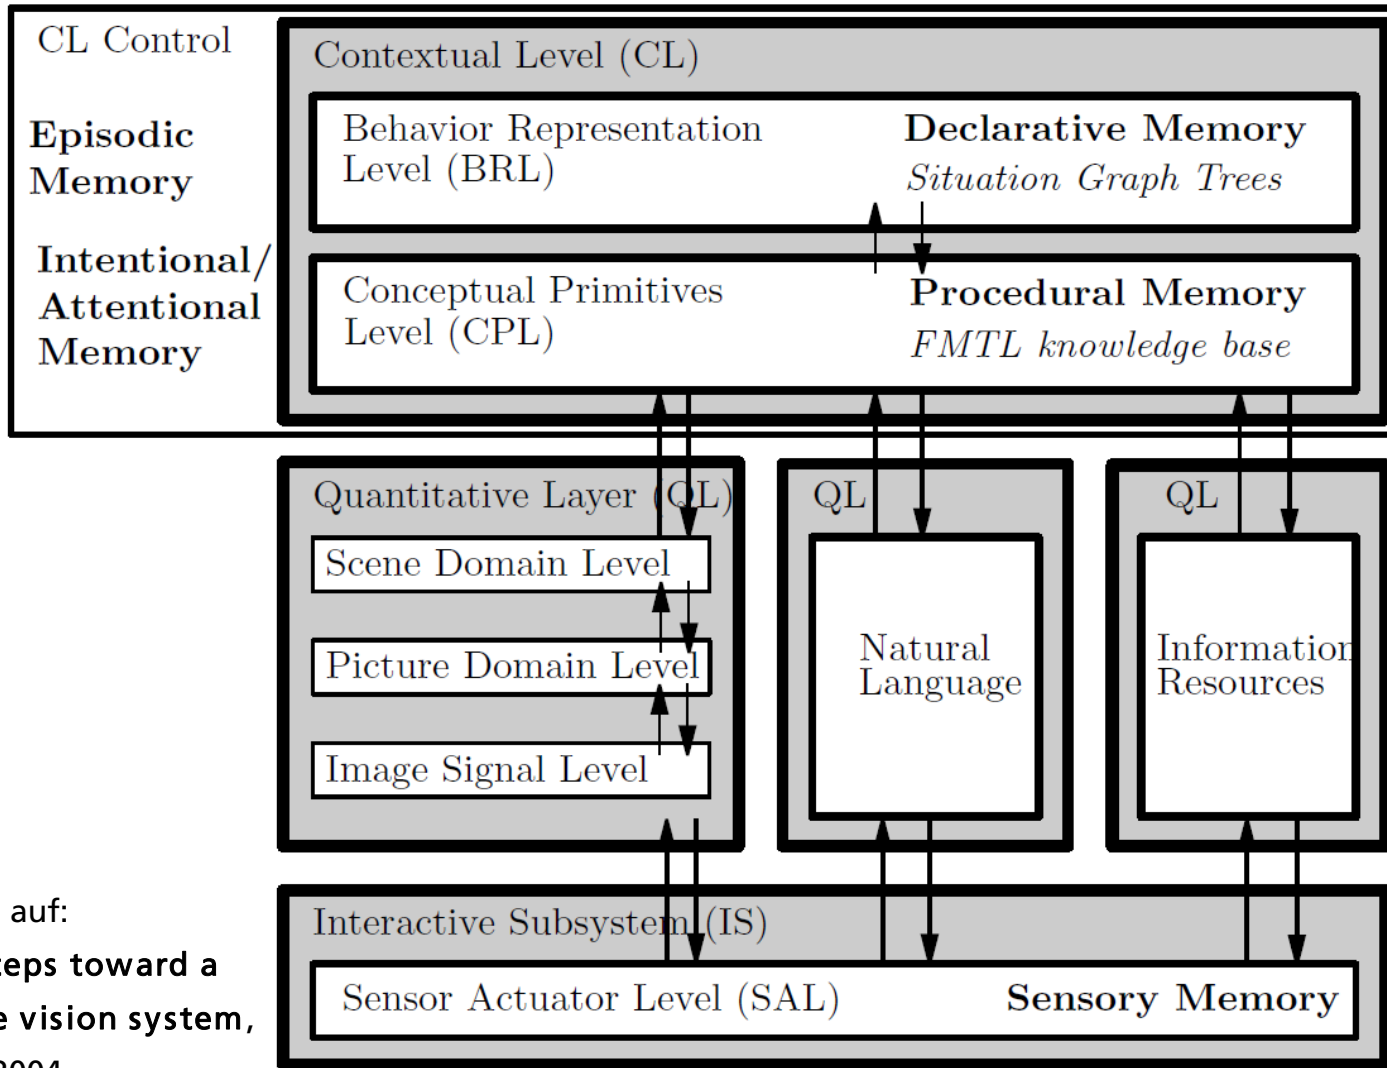 CL Control
Episodic
Memory
Intentional/
Attentional
Memory
Contextual Level (CL)
Behavior Representation
Level (BRL)
Declarative Memory
Situation Graph Trees
Conceptual Primitives
Level (CPL)
Procedural Memory
FMTL knowledge base
Quantitative Layer (QL)
Scene Domain Level
Picture Domain Level
Image Signal Level
QL
Natural
Language
QL
Information
Resources
auf:
toward a
vision system,
Interactive Subsystem (IS)
Sensor Actuator Level (SAL)
Sensory Memory